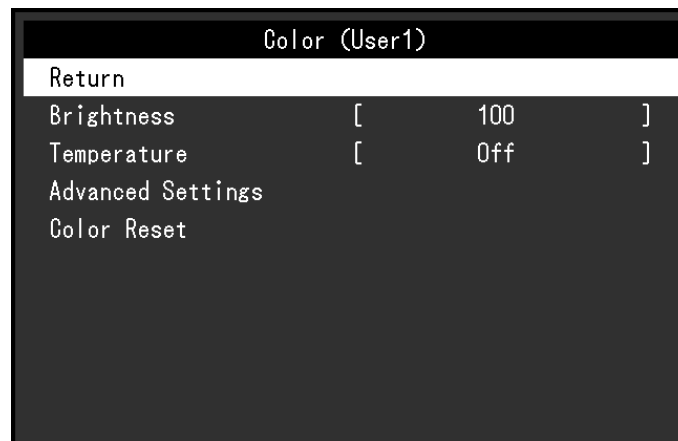 Color (User1)
Return
Brightness [ 100 ]
Temperature [ Off ]
Advanced Settings
Color Reset